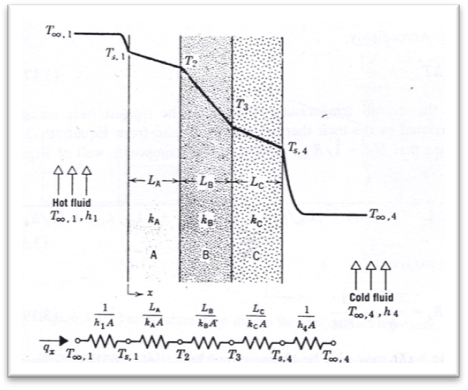 T∞,1
Ts,1
T2
T3
Ts,4
LA LB LC
Hot fluid
T∞,1, h1
T∞,4
kA kB kC
A B C
x
Cold fluid
T∞,4, h4
1/h1A LA/kAA LB/kBA LC/kCA 1/h4A
qx T∞,1 Ts,1 T2 T3 Ts,4 T∞,4